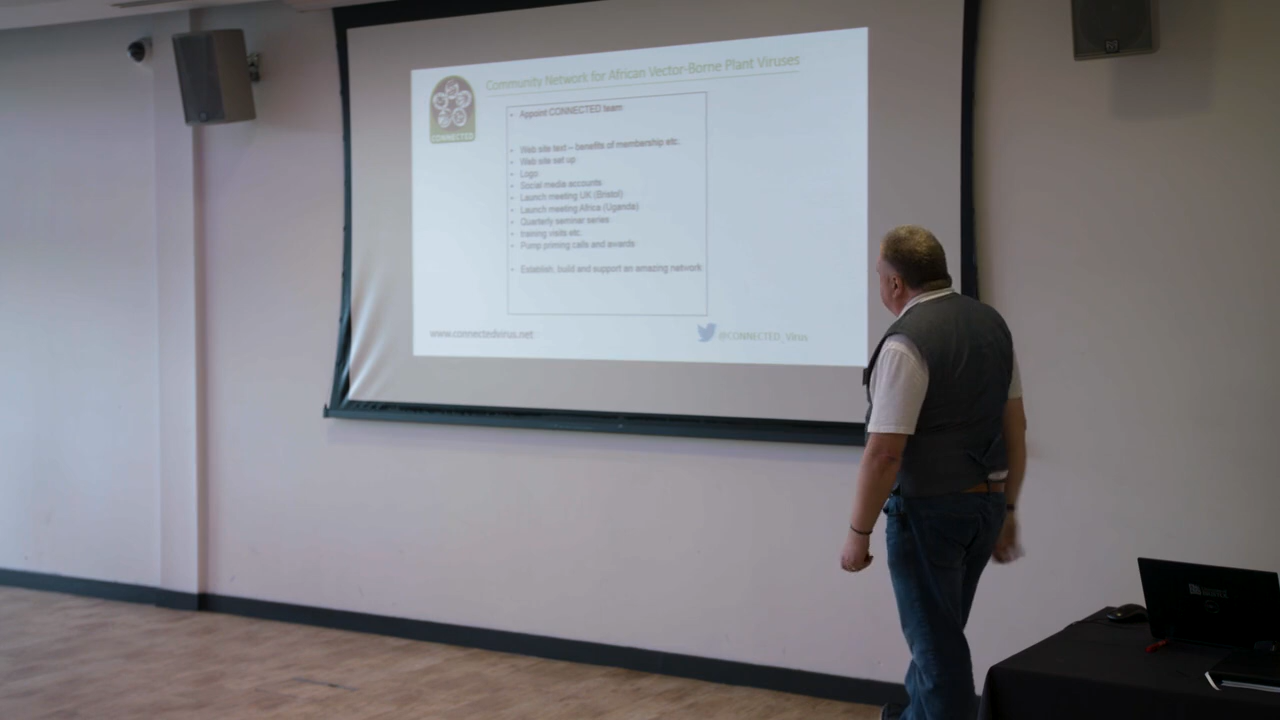 Community Network for African Vector-Borne Plant Viruses
CONNECTED
• Appoint CONNECTED team
• Web site text – benefits of membership etc.
• Web site set up
• Logo
• Social media accounts
• Launch meeting UK (Bristol)
• Launch meeting Africa (Uganda)
• Quarterly seminar series
• training visits etc.
• Pump priming calls and awards
• Establish, build and support an amazing network
www.connectedvirus.net
@CONNECTED_Virus